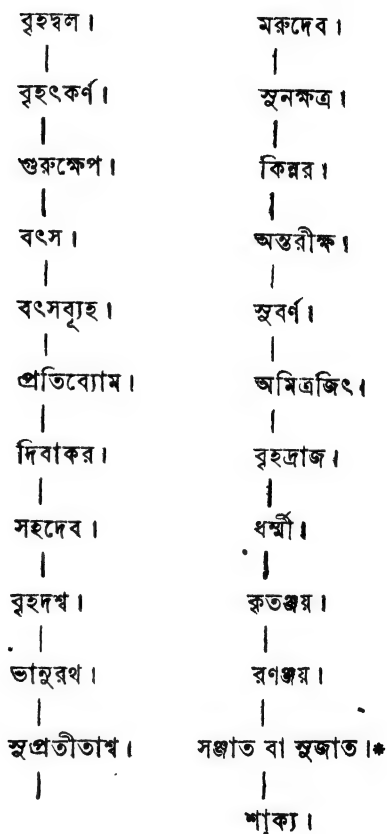 বৃহদ্বল।
বৃহৎকর্ণ।
গুরুক্ষেপ।
বৎস।
বৎসব্যূহ।
প্রতিব্যোম।
দিবাকর।
সহদেব।
বৃহদশ্ব।
ভানুরথ।
সুপ্রতীতাশ্ব।
মরুদেব।
সুনক্ষত্র।
কিন্নর।
অন্তরীক্ষ।
সুবর্ণ।
অমিত্রজিৎ।
বৃহদ্রাজ।
ধর্ম্মী।
কৃতঞ্জয়।
রণঞ্জয়।
সঞ্জাত বা সুজাত।*
শাক্য।